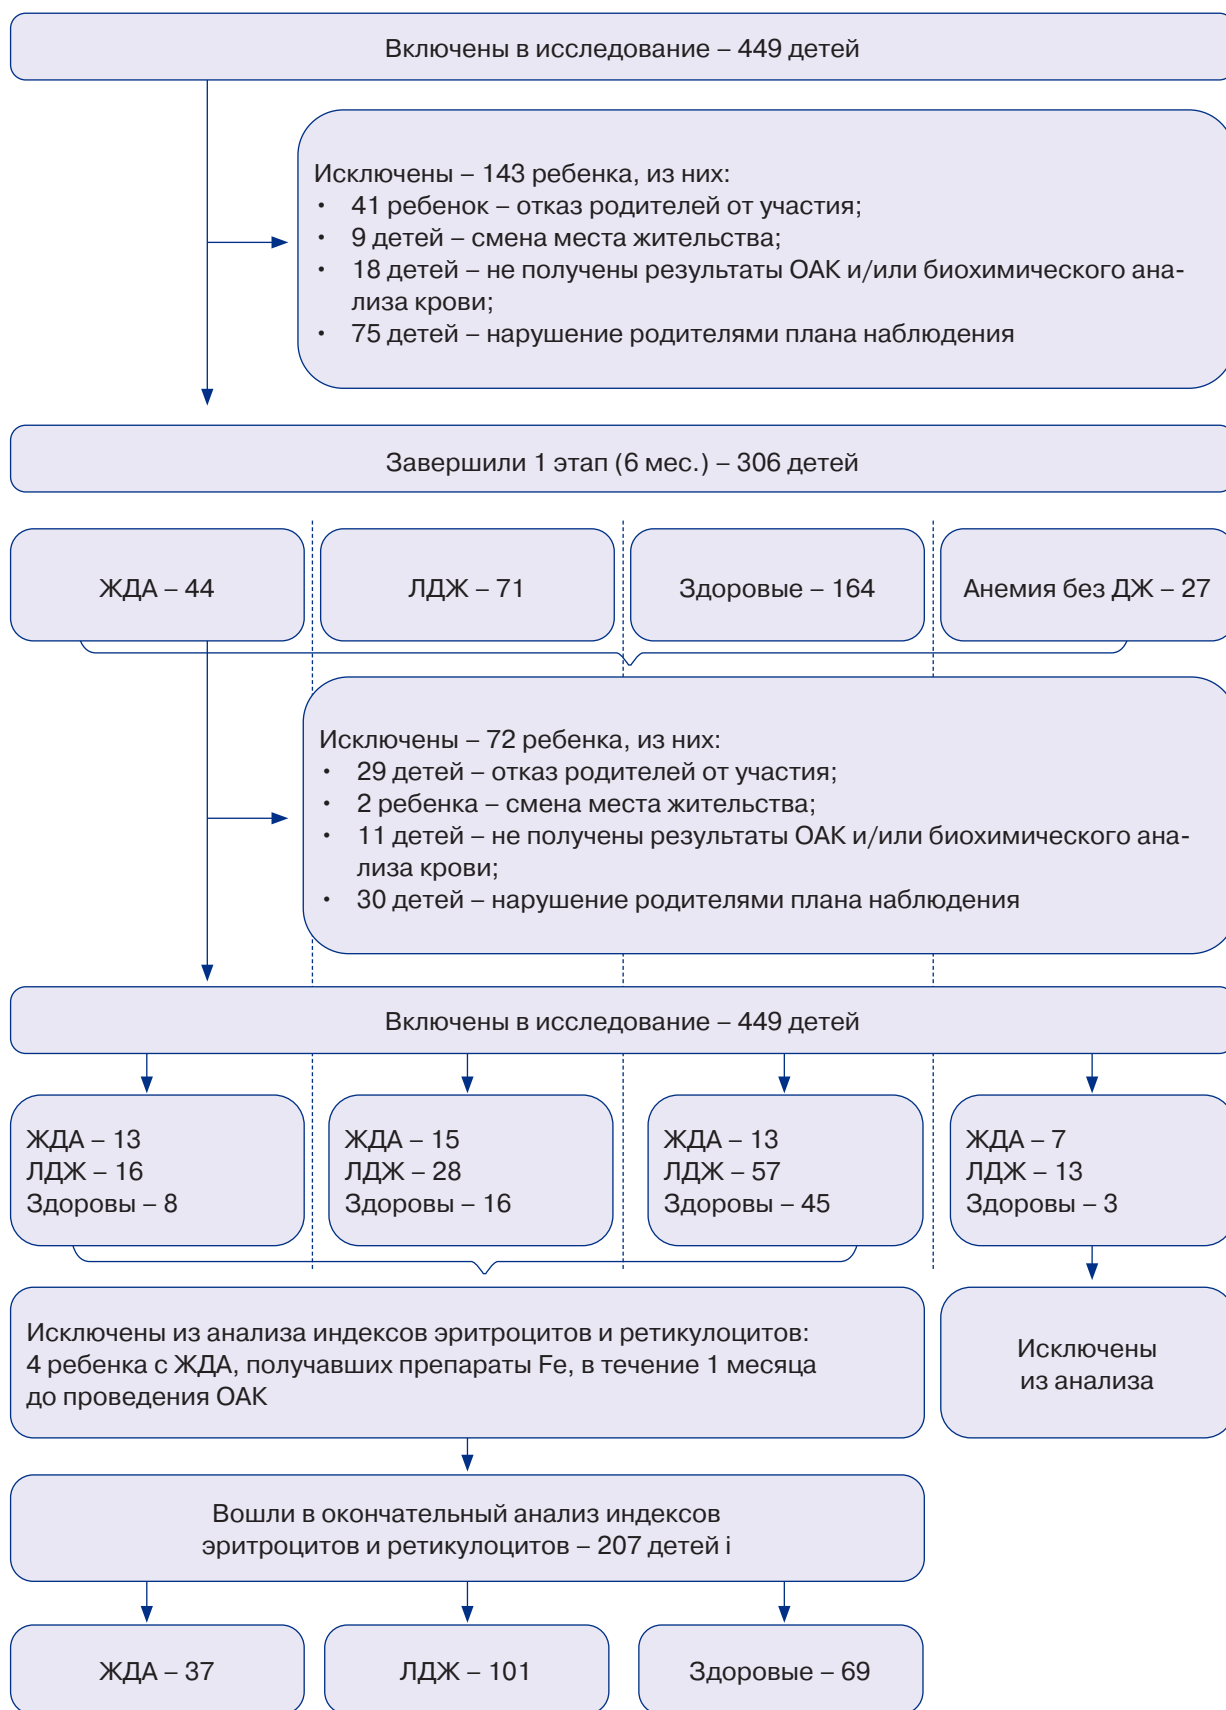 Включены в исследование – 449 детей
Исключены – 143 ребенка, из них:
• 41 ребенок – отказ родителей от участия;
• 9 детей – смена места жительства;
• 18 детей – не получены результаты ОАК и/или биохимического ана-
лиза крови;
• 75 детей – нарушение родителями плана наблюдения
Завершили 1 этап (6 мес.) – 306 детей
ЖДА – 44
ЛДЖ – 71
Здоровые – 164
Анемия без ДЖ – 27
Исключены – 72 ребенка, из них:
• 29 детей – отказ родителей от участия;
• 2 ребенка – смена места жительства;
• 11 детей – не получены результаты ОАК и/или биохимического ана-
лиза крови;
• 30 детей – нарушение родителями плана наблюдения
Включены в исследование – 449 детей
ЖДА – 13
ЛДЖ – 16
Здоровы – 8
ЖДА – 15
ЛДЖ – 28
Здоровы – 16
ЖДА – 13
ЛДЖ – 57
Здоровы – 45
ЖДА – 7
ЛДЖ – 13
Здоровы – 3
Исключены из анализа индексов эритроцитов и ретикулоцитов:
4 ребенка с ЖДА, получавших препараты Fe, в течение 1 месяца
до проведения ОАК
Исключены
из анализа
Вошли в окончательный анализ индексов
эритроцитов и ретикулоцитов – 207 детей i
ЖДА – 37
ЛДЖ – 101
Здоровые – 69